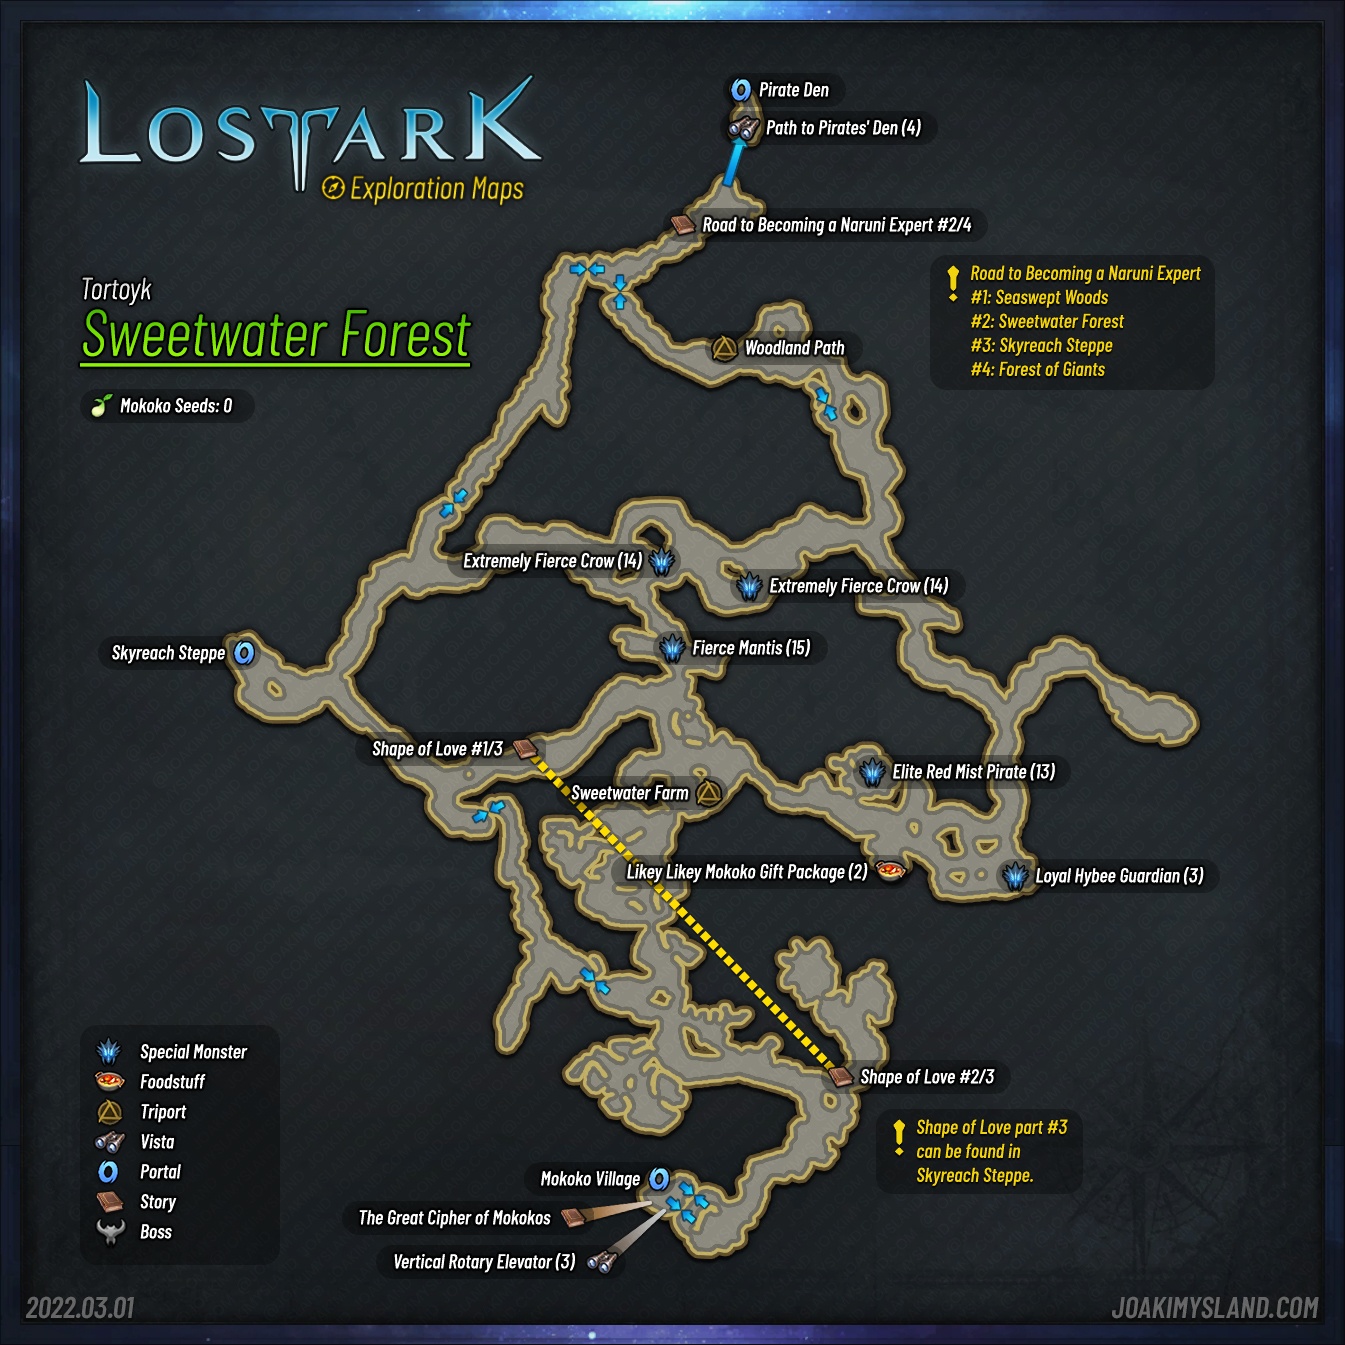 LOSTARK
Exploration Maps
Pirate Den
Path to Pirates' Den (4)
Road to Becoming a Naruni Expert #2/4
Road to Becoming a Naruni Expert
#1: Seaswept Woods
#2: Sweetwater Forest
#3: Skyreach Steppe
#4: Forest of Giants
Tortoyk
Sweetwater Forest
Mokoko Seeds: 0
Woodland Path
Extremely Fierce Crow (14)
Extremely Fierce Crow (14)
Skyreach Steppe
Fierce Mantis (15)
Shape of Love #1/3
Elite Red Mist Pirate (13)
Sweetwater Farm
Likey Likey Mokoko Gift Package (2)
Loyal Hybee Guardian (3)
Shape of Love #2/3
Shape of Love part #3
can be found in
Skyreach Steppe.
Mokoko Village
The Great Cipher of Mokokos
Vertical Rotary Elevator (3)
Special Monster
Foodstuff
Triport
Vista
Portal
Story
Boss
2022.03.01
JOAKIMYSLAND.COM